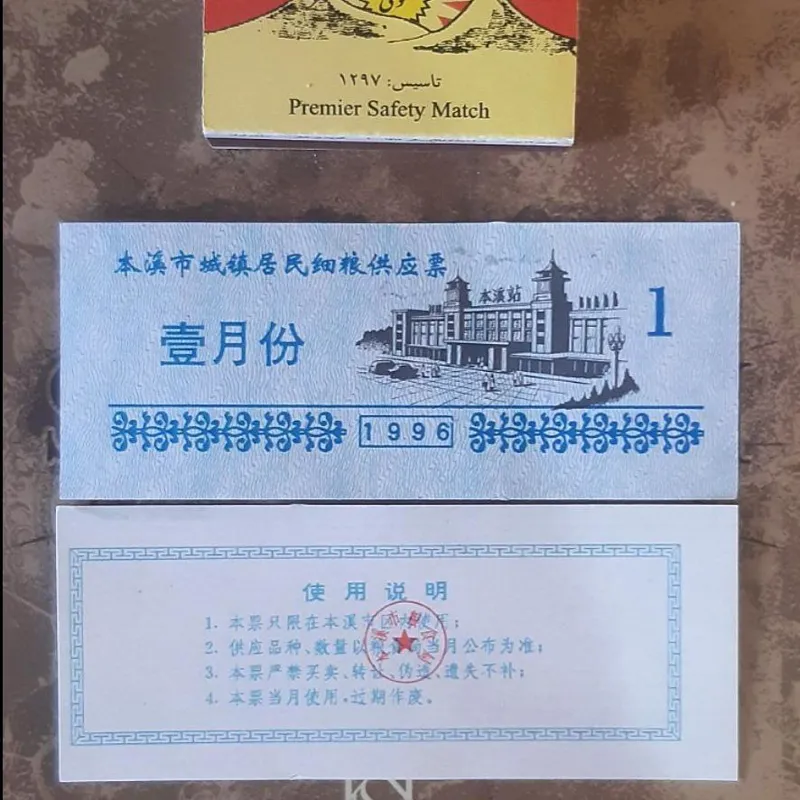 تاسیس: ۱۲۹۷
Premier Safety Match
本溪市城镇居民细粮供应票
壹月份
本溪站
1
1996
使用说明
1. 本票只限在本溪市区内使用;
2. 供应品种、数量以粮食局当月公布为准;
3. 本票严禁买卖、转让、伪造、遗失不补;
4. 本票当月使用,过期作废。